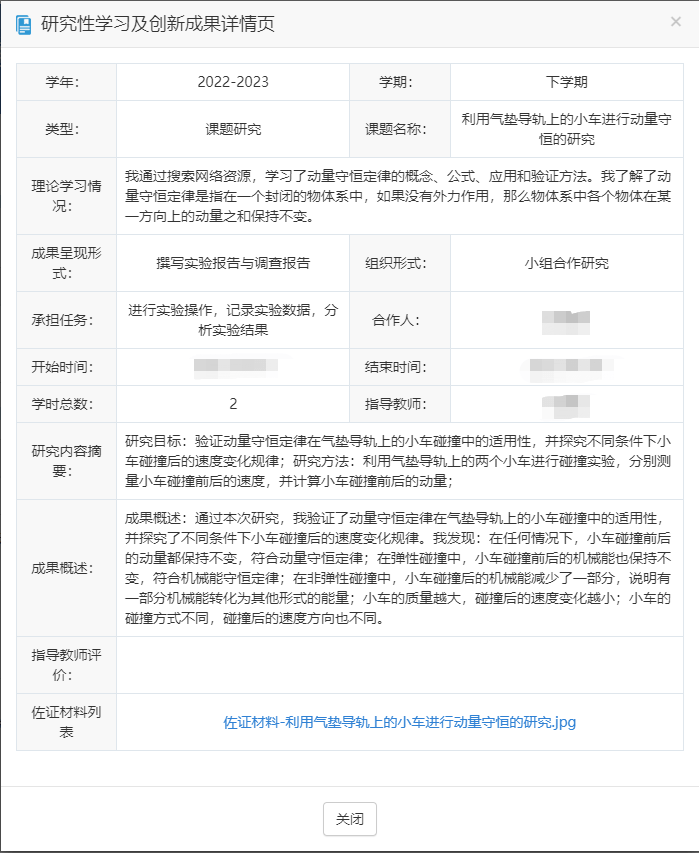 研究性学习及创新成果详情页
×
学年：
2022-2023
学期：
下学期
类型：
课题研究
课题名称：
利用气垫导轨上的小车进行动量守
恒的研究
理论学习情
况：
我通过搜索网络资源，学习了动量守恒定律的概念、公式、应用和验证方法。我了解了动
量守恒定律是指在一个封闭的物体系中，如果没有外力作用，那么物体系中各个物体在某
一方向上的动量之和保持不变。
成果呈现形
式：
撰写实验报告与调查报告
组织形式：
小组合作研究
承担任务：
进行实验操作，记录实验数据，分
析实验结果
合作人：
开始时间：
结束时间：
学时总数：
2
指导教师：
研究内容摘
要：
研究目标：验证动量守恒定律在气垫导轨上的小车碰撞中的适用性，并探究不同条件下小
车碰撞后的速度变化规律；研究方法：利用气垫导轨上的两个小车进行碰撞实验，分别测
量小车碰撞前后的速度，并计算小车碰撞前后的动量；
成果概述：
成果概述：通过本次研究，我验证了动量守恒定律在气垫导轨上的小车碰撞中的适用性，
并探究了不同条件下小车碰撞后的速度变化规律。我发现：在任何情况下，小车碰撞前后
的动量都保持不变，符合动量守恒定律；在弹性碰撞中，小车碰撞前后的机械能也保持不
变，符合机械能守恒定律；在非弹性碰撞中，小车碰撞后的机械能减少了一部分，说明有
一部分机械能转化为其他形式的能量；小车的质量越大，碰撞后的速度变化越小；小车的
碰撞方式不同，碰撞后的速度方向也不同。
指导教师评
价：
佐证材料列
表
佐证材料-利用气垫导轨上的小车进行动量守恒的研究.jpg
关闭